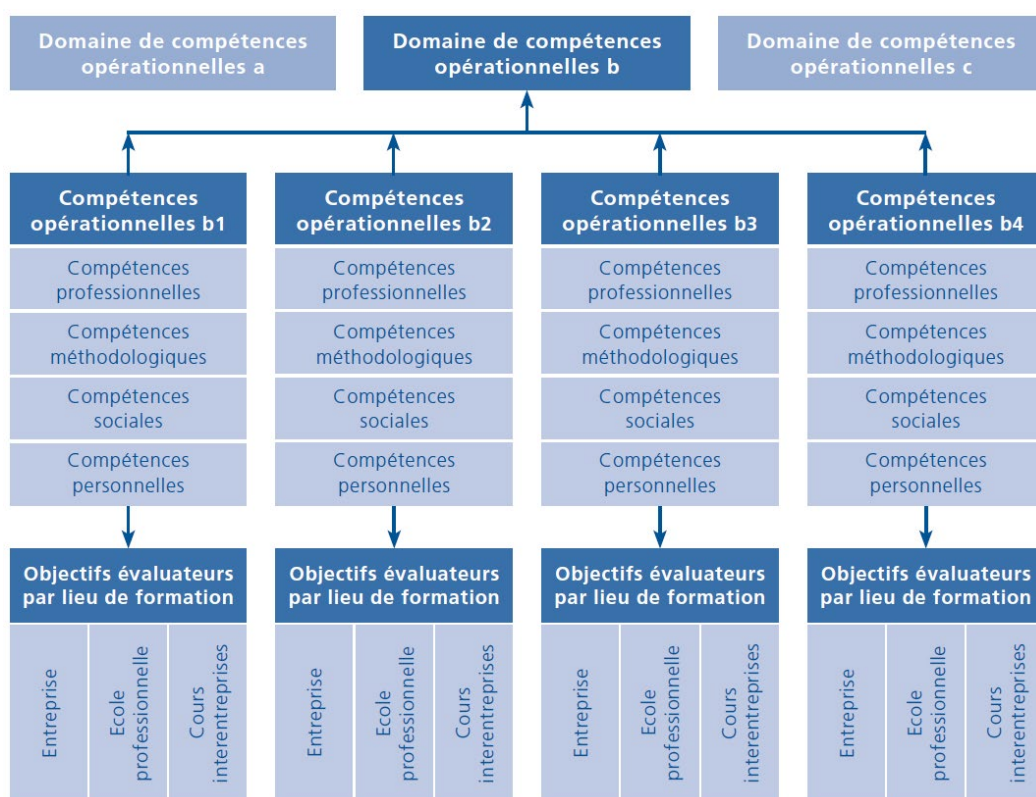 Domaine de compétences
opérationnelles a
Domaine de compétences
opérationnelles b
Domaine de compétences
opérationnelles c
Compétences
opérationnelles b1
Compétences
professionnelles
Compétences
méthodologiques
Compétences
sociales
Compétences
personnelles
Objectifs évaluateurs
par lieu de formation
Entreprise
Ecole
professionnelle
Cours
interentreprises
Compétences
opérationnelles b2
Compétences
professionnelles
Compétences
méthodologiques
Compétences
sociales
Compétences
personnelles
Objectifs évaluateurs
par lieu de formation
Entreprise
Ecole
professionnelle
Cours
interentreprises
Compétences
opérationnelles b3
Compétences
professionnelles
Compétences
méthodologiques
Compétences
sociales
Compétences
personnelles
Objectifs évaluateurs
par lieu de formation
Entreprise
Ecole
professionnelle
Cours
interentreprises
Compétences
opérationnelles b4
Compétences
professionnelles
Compétences
méthodologiques
Compétences
sociales
Compétences
personnelles
Objectifs évaluateurs
par lieu de formation
Entreprise
Ecole
professionnelle
Cours
interentreprises